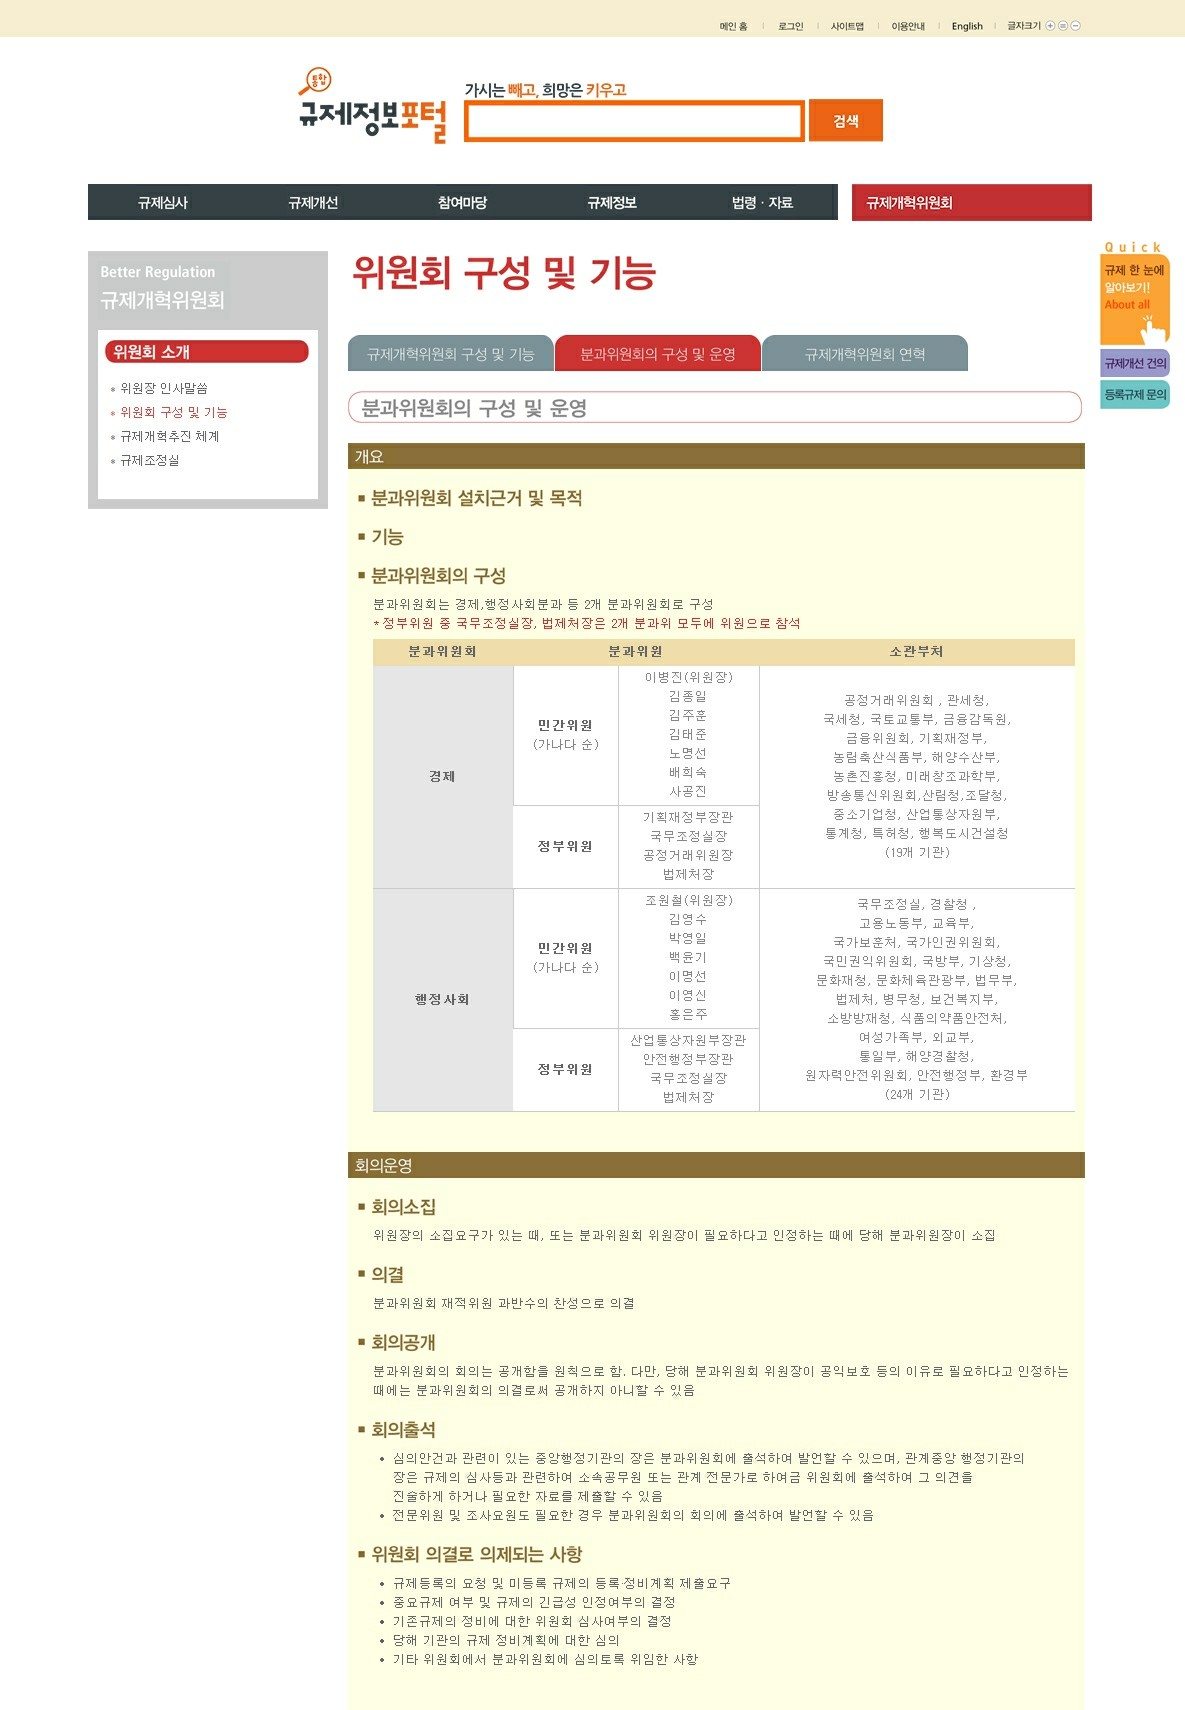 메인 홈
로그인
사이트맵
이용안내
English
글자크기
통합
규제정보포털
가시는 빼고, 희망은 키우고
검색
규제심사
규제개선
참여마당
규제정보
법령 · 자료
규제개혁위원회
Better Regulation
규제개혁위원회
위원회 소개
* 위원장 인사말씀
* 위원회 구성 및 기능
* 규제개혁추진 체계
* 규제조정실
Quick
규제 한 눈에
알아보기!
About all
규제개선 건의
등록규제 문의
위원회 구성 및 기능
규제개혁위원회 구성 및 기능
분과위원회의 구성 및 운영
규제개혁위원회 연혁
분과위원회의 구성 및 운영
개요
▪ 분과위원회 설치근거 및 목적
▪ 기능
▪ 분과위원회의 구성
분과위원회는 경제,행정사회분과 등 2개 분과위원회로 구성
* 정부위원 중 국무조정실장, 법제처장은 2개 분과위 모두에 위원으로 참석
분과위원회
분과위원
소관부처
경제
민간위원
(가나다 순)
이병진(위원장)
김종일
김주훈
김태준
노명선
배희숙
사공진
정부위원
기획재정부장관
국무조정실장
공정거래위원장
법제처장
공정거래위원회 , 관세청,
국세청, 국토교통부, 금융감독원,
금융위원회, 기획재정부,
농림축산식품부, 해양수산부,
농촌진흥청, 미래창조과학부,
방송통신위원회,산림청,조달청,
중소기업청, 산업통상자원부,
통계청, 특허청, 행복도시건설청
(19개 기관)
행정사회
민간위원
(가나다 순)
조원철(위원장)
김영수
박영일
백윤기
이명선
이영신
홍은주
정부위원
산업통상자원부장관
안전행정부장관
국무조정실장
법제처장
국무조정실, 경찰청 ,
고용노동부, 교육부,
국가보훈처, 국가인권위원회,
국민권익위원회, 국방부, 기상청,
문화재청, 문화체육관광부, 법무부,
법제처, 병무청, 보건복지부,
소방방재청, 식품의약품안전처,
여성가족부, 외교부,
통일부, 해양경찰청,
원자력안전위원회, 안전행정부, 환경부
(24개 기관)
회의운영
▪ 회의소집
위원장의 소집요구가 있는 때, 또는 분과위원회 위원장이 필요하다고 인정하는 때에 당해 분과위원장이 소집
▪ 의결
분과위원회 재적위원 과반수의 찬성으로 의결
▪ 회의공개
분과위원회의 회의는 공개함을 원칙으로 함. 다만, 당해 분과위원회 위원장이 공익보호 등의 이유로 필요하다고 인정하는
때에는 분과위원회의 의결로써 공개하지 아니할 수 있음
▪ 회의출석
• 심의안건과 관련이 있는 중앙행정기관의 장은 분과위원회에 출석하여 발언할 수 있으며, 관계중앙 행정기관의
장은 규제의 심사등과 관련하여 소속공무원 또는 관계 전문가로 하여금 위원회에 출석하여 그 의견을
진술하게 하거나 필요한 자료를 제출할 수 있음
• 전문위원 및 조사요원도 필요한 경우 분과위원회의 회의에 출석하여 발언할 수 있음
▪ 위원회 의결로 의제되는 사항
• 규제등록의 요청 및 미등록 규제의 등록·정비계획 제출요구
• 중요규제 여부 및 규제의 긴급성 인정여부의 결정
• 기존규제의 정비에 대한 위원회 심사여부의 결정
• 당해 기관의 규제 정비계획에 대한 심의
• 기타 위원회에서 분과위원회에 심의토록 위임한 사항